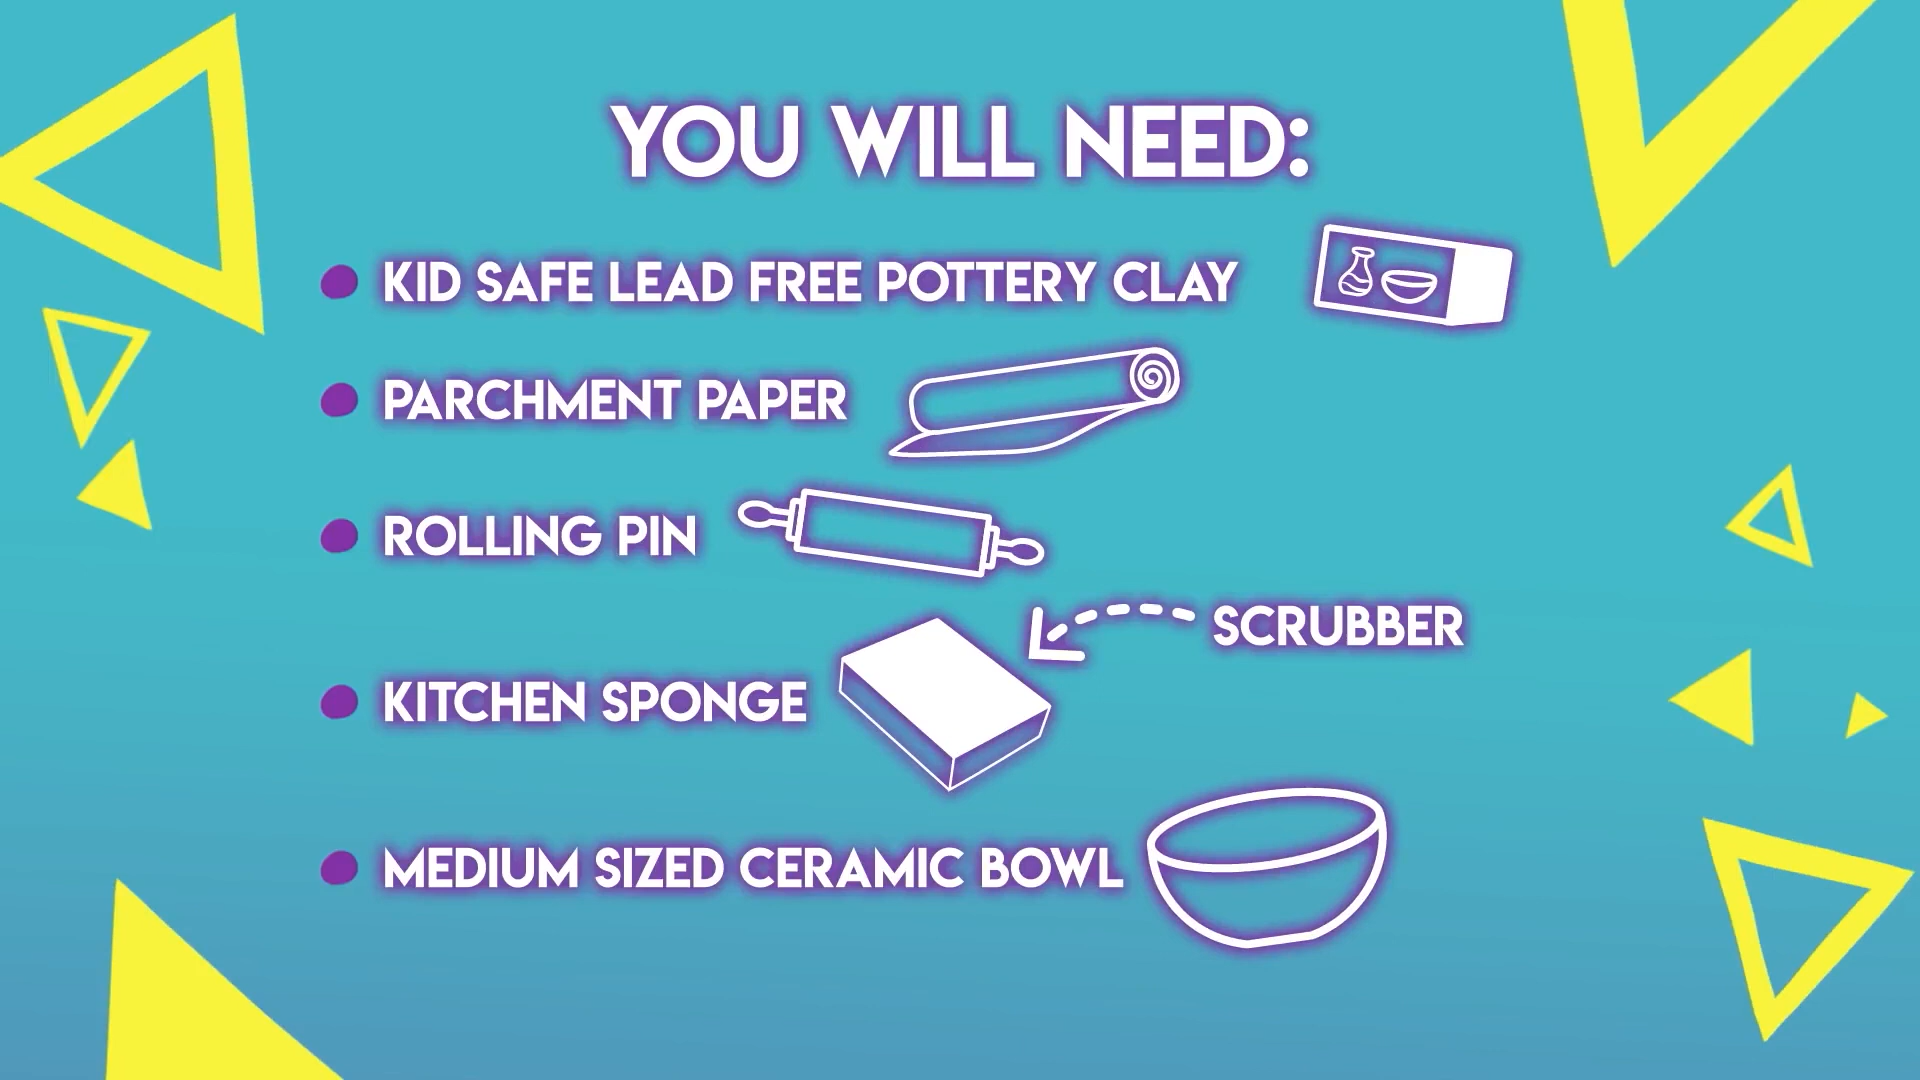 YOU WILL NEED:
KID SAFE LEAD FREE POTTERY CLAY
PARCHMENT PAPER
ROLLING PIN
SCRUBBER
KITCHEN SPONGE
MEDIUM SIZED CERAMIC BOWL